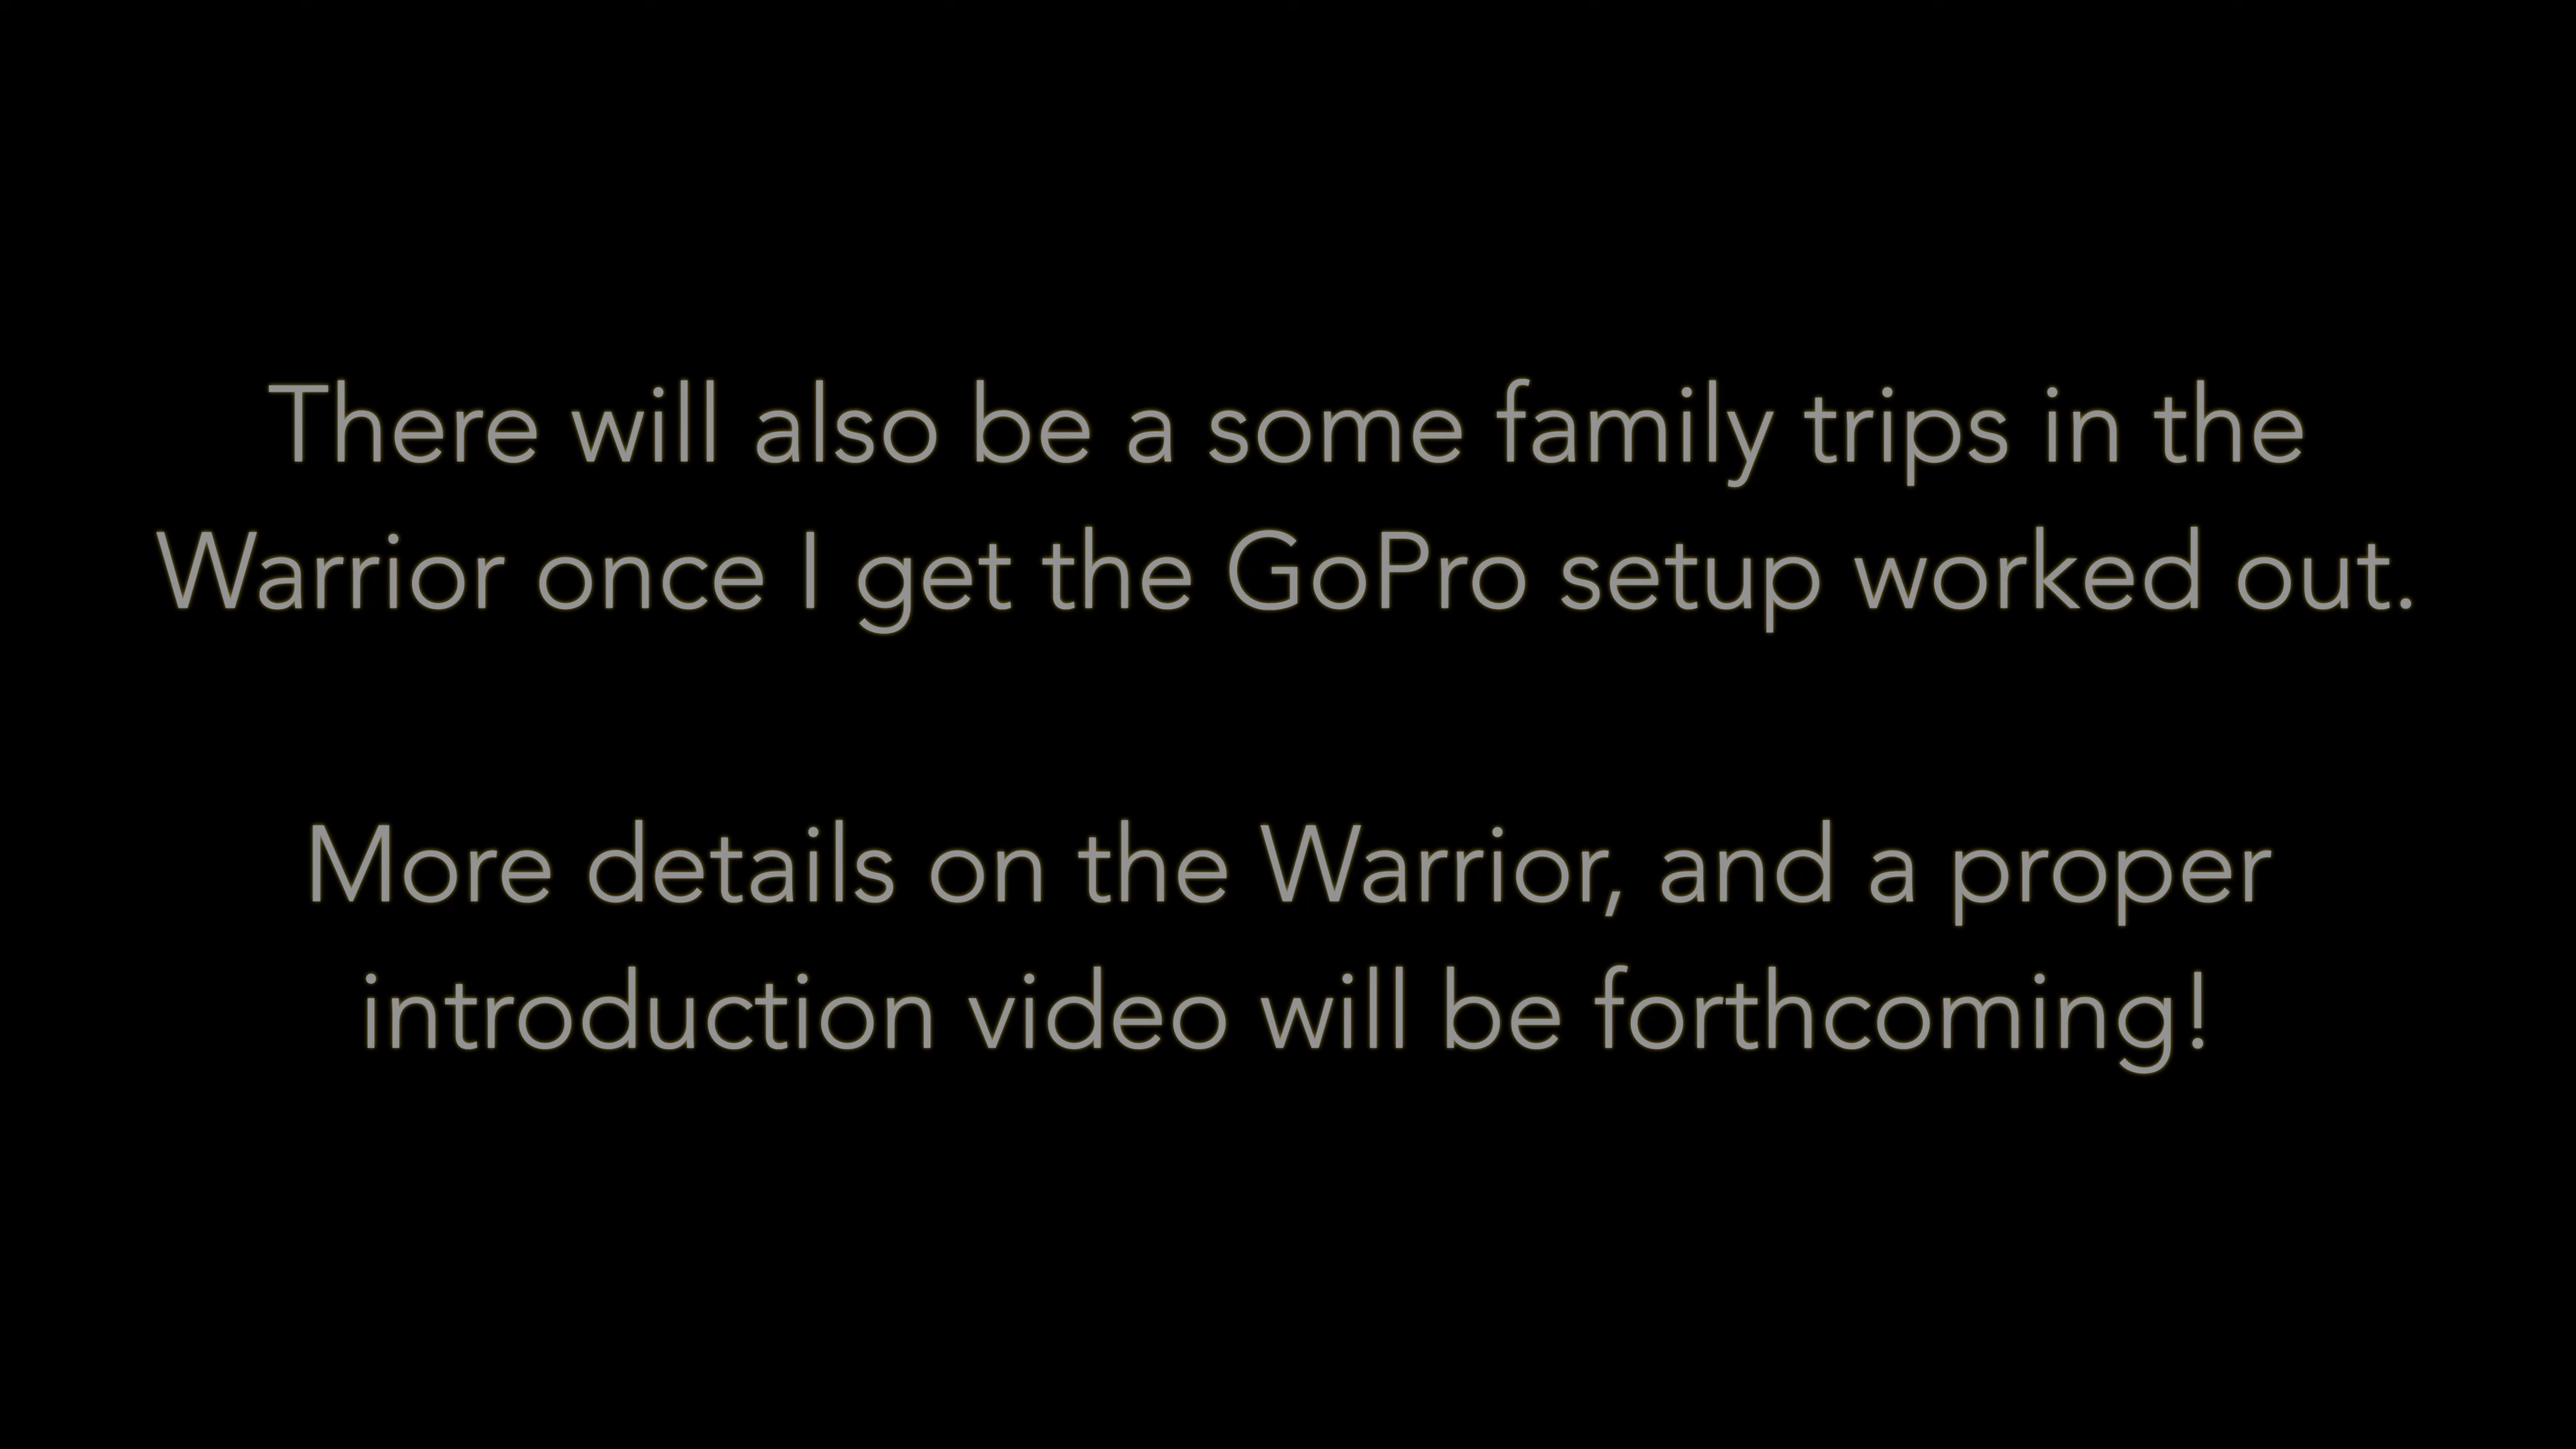 There will also be a some family trips in the
Warrior once I get the GoPro setup worked out.
More details on the Warrior, and a proper
introduction video will be forthcoming!